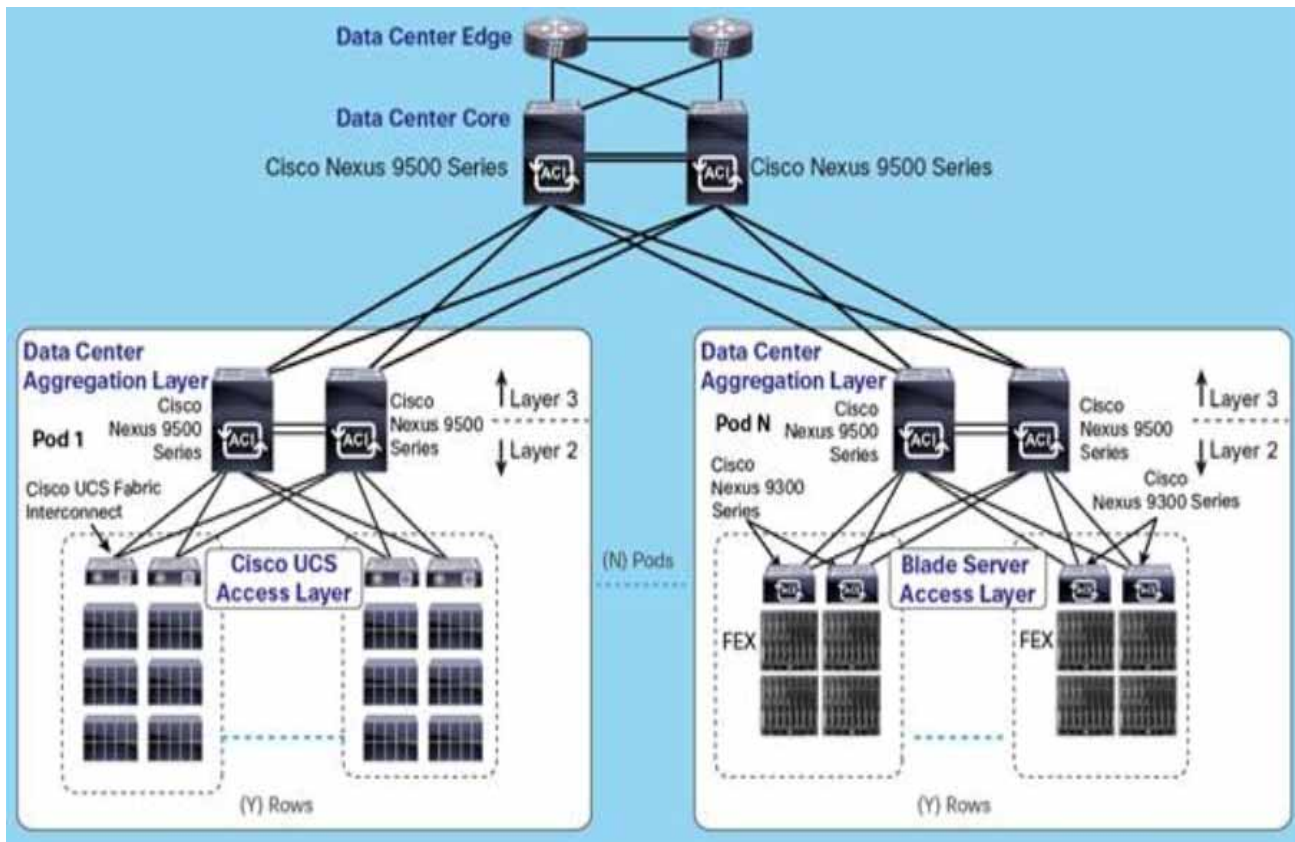 Data Center Edge
Data Center Core
Cisco Nexus 9500 Series
ACI
ACI
Cisco Nexus 9500 Series
Data Center
Aggregation Layer
Cisco
Nexus 9500
Series
Pod 1
ACI
ACI
Cisco
Nexus 9500
Series
Layer 3
Layer 2
Cisco UCS Fabric
Interconnect
Cisco UCS
Access Layer
(Y) Rows
(N) Pods
Data Center
Aggregation Layer
Pod N
Cisco
Nexus 9500
Series
ACI
ACI
Cisco
Nexus 9500
Series
Layer 3
Layer 2
Cisco
Nexus 9300
Series
Cisco
Nexus 9300 Series
Blade Server
Access Layer
ACI
ACI
ACI
ACI
FEX
FEX
(Y) Rows